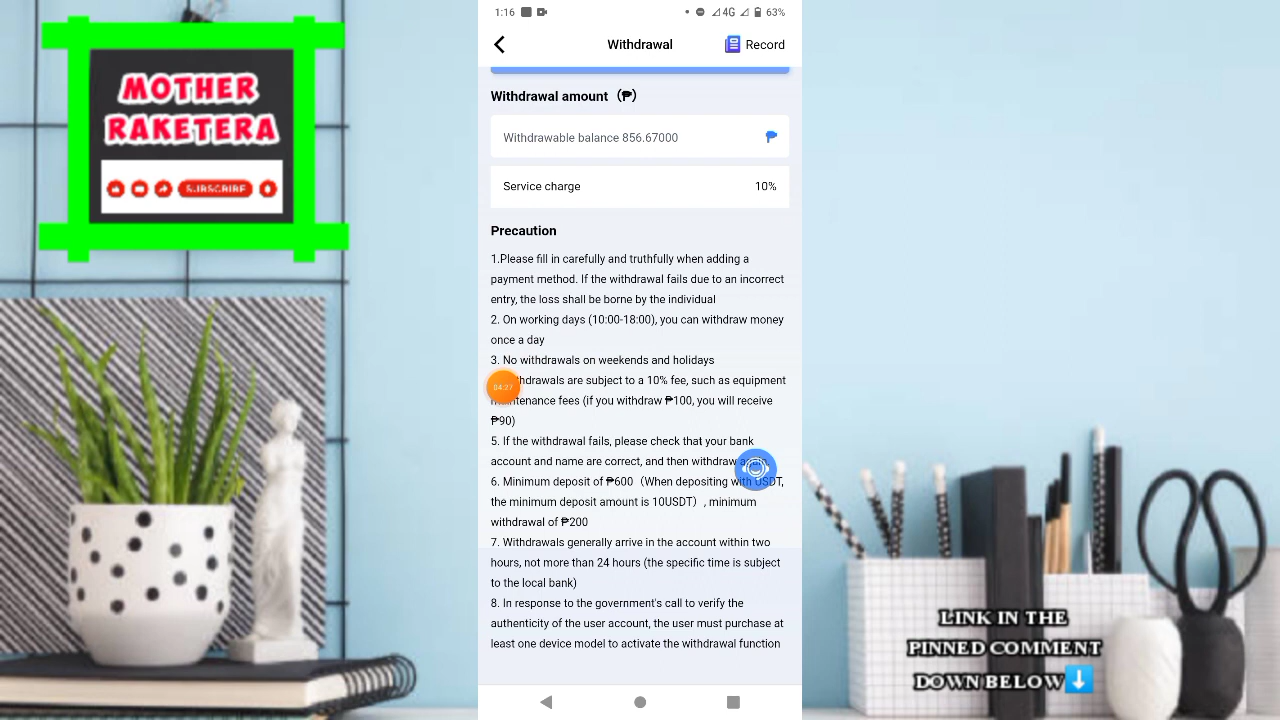 MOTHER
RAKETERA
SUBSCRIBE
1:16
4G
63%
Withdrawal
Record
Withdrawal amount（₱）
Withdrawable balance 856.67000
Service charge
10%
Precaution
1.Please fill in carefully and truthfully when adding a
payment method. If the withdrawal fails due to an incorrect
entry, the loss shall be borne by the individual
2. On working days (10:00-18:00), you can withdraw money
once a day
3. No withdrawals on weekends and holidays
hdrawals are subject to a 10% fee, such as equipment
04:27
tenance fees (if you withdraw ₱100, you will receive
₱90)
5. If the withdrawal fails, please check that your bank
account and name are correct, and then withdraw
6. Minimum deposit of ₱600（When depositing with USDT,
the minimum deposit amount is 10USDT）, minimum
withdrawal of ₱200
7. Withdrawals generally arrive in the account within two
hours, not more than 24 hours (the specific time is subject
to the local bank)
8. In response to the government's call to verify the
authenticity of the user account, the user must purchase at
least one device model to activate the withdrawal function
LINK IN THE
PINNED COMMENT
DOWN BELOW